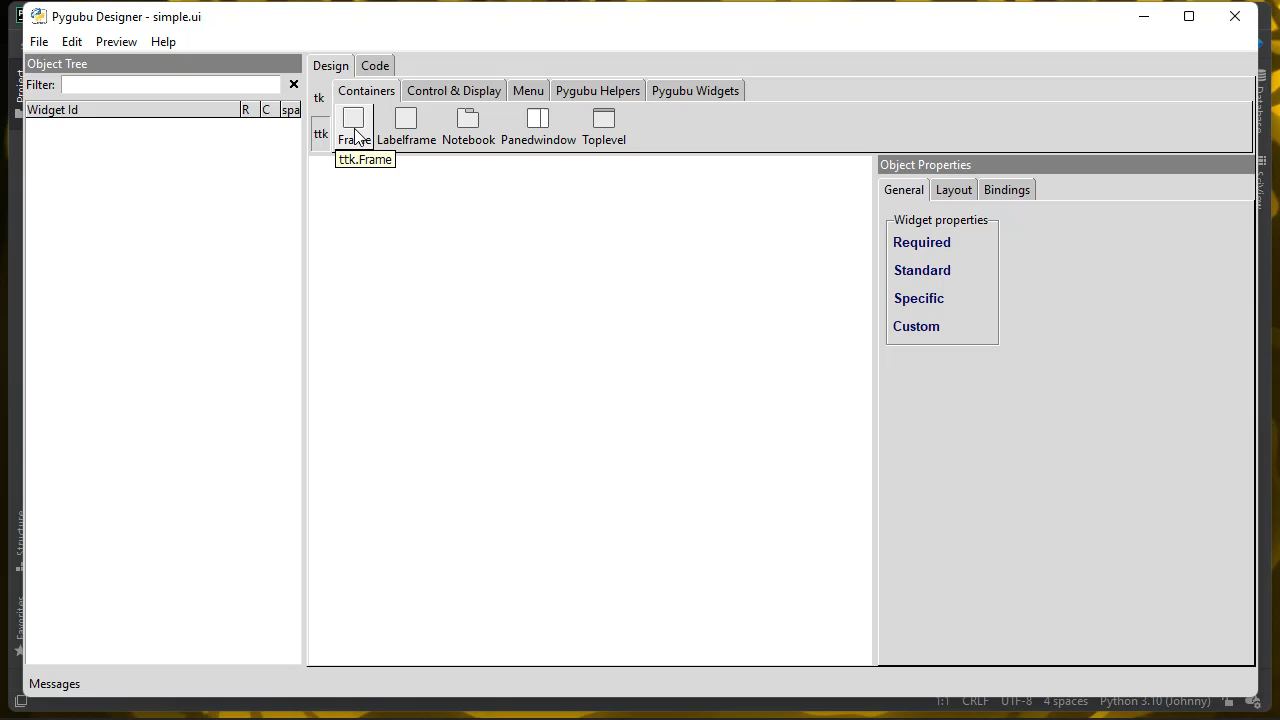 Pygubu Designer - simple.ui
File Edit Preview Help
Object Tree
Filter:
Widget Id R C spa
Design Code
tk
ttk
Containers Control & Display Menu Pygubu Helpers Pygubu Widgets
Frame Labelframe Notebook Panedwindow Toplevel
ttk.Frame
Object Properties
General Layout Bindings
Widget properties
Required
Standard
Specific
Custom
Messages
Structure
Favorites
1:1 CRLF UTF-8 4 spaces Python 3.10 (Johnny)